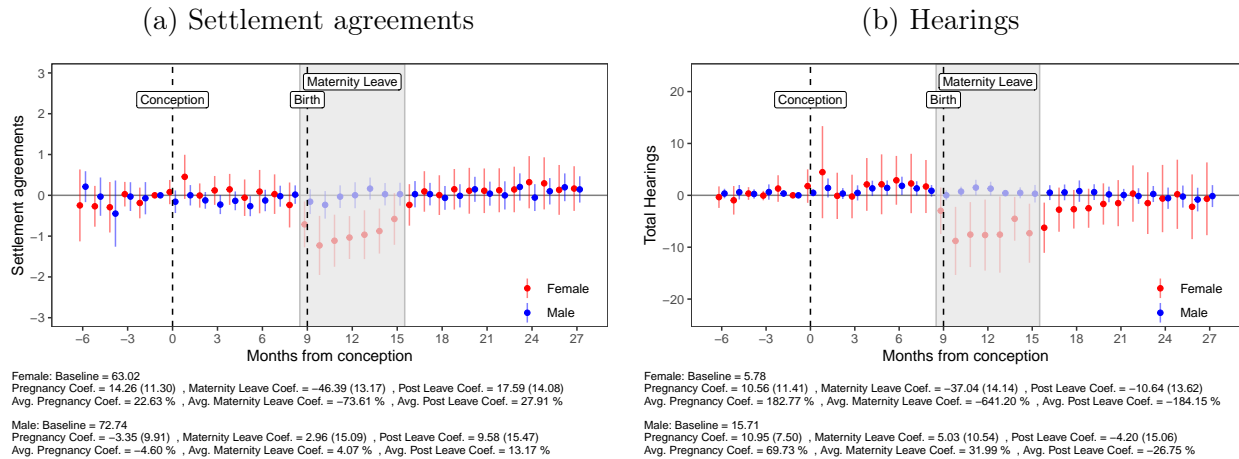 (a) Settlement agreements
3
2
1
0
−1
−2
−3
Settlement agreements
Conception
Birth
Maternity Leave
Female
Male
−6 −3 0 3 6 9 12 15 18 21 24 27
Months from conception
Female: Baseline = 63.02
Pregnancy Coef. = 14.26 (11.30) , Maternity Leave Coef. = −46.39 (13.17) , Post Leave Coef. = 17.59 (14.08)
Avg. Pregnancy Coef. = 22.63 % , Avg. Maternity Leave Coef. = −73.61 % , Avg. Post Leave Coef. = 27.91 %
Male: Baseline = 72.74
Pregnancy Coef. = −3.35 (9.91) , Maternity Leave Coef. = 2.96 (15.09) , Post Leave Coef. = 9.58 (15.47)
Avg. Pregnancy Coef. = −4.60 % , Avg. Maternity Leave Coef. = 4.07 % , Avg. Post Leave Coef. = 13.17 %
(b) Hearings
20
10
0
−10
−20
Total Hearings
Conception
Birth
Maternity Leave
Female
Male
−6 −3 0 3 6 9 12 15 18 21 24 27
Months from conception
Female: Baseline = 5.78
Pregnancy Coef. = 10.56 (11.41) , Maternity Leave Coef. = −37.04 (14.14) , Post Leave Coef. = −10.64 (13.62)
Avg. Pregnancy Coef. = 182.77 % , Avg. Maternity Leave Coef. = −641.20 % , Avg. Post Leave Coef. = −184.15 %
Male: Baseline = 15.71
Pregnancy Coef. = 10.95 (7.50) , Maternity Leave Coef. = 5.03 (10.54) , Post Leave Coef. = −4.20 (15.06)
Avg. Pregnancy Coef. = 69.73 % , Avg. Maternity Leave Coef. = 31.99 % , Avg. Post Leave Coef. = −26.75 %